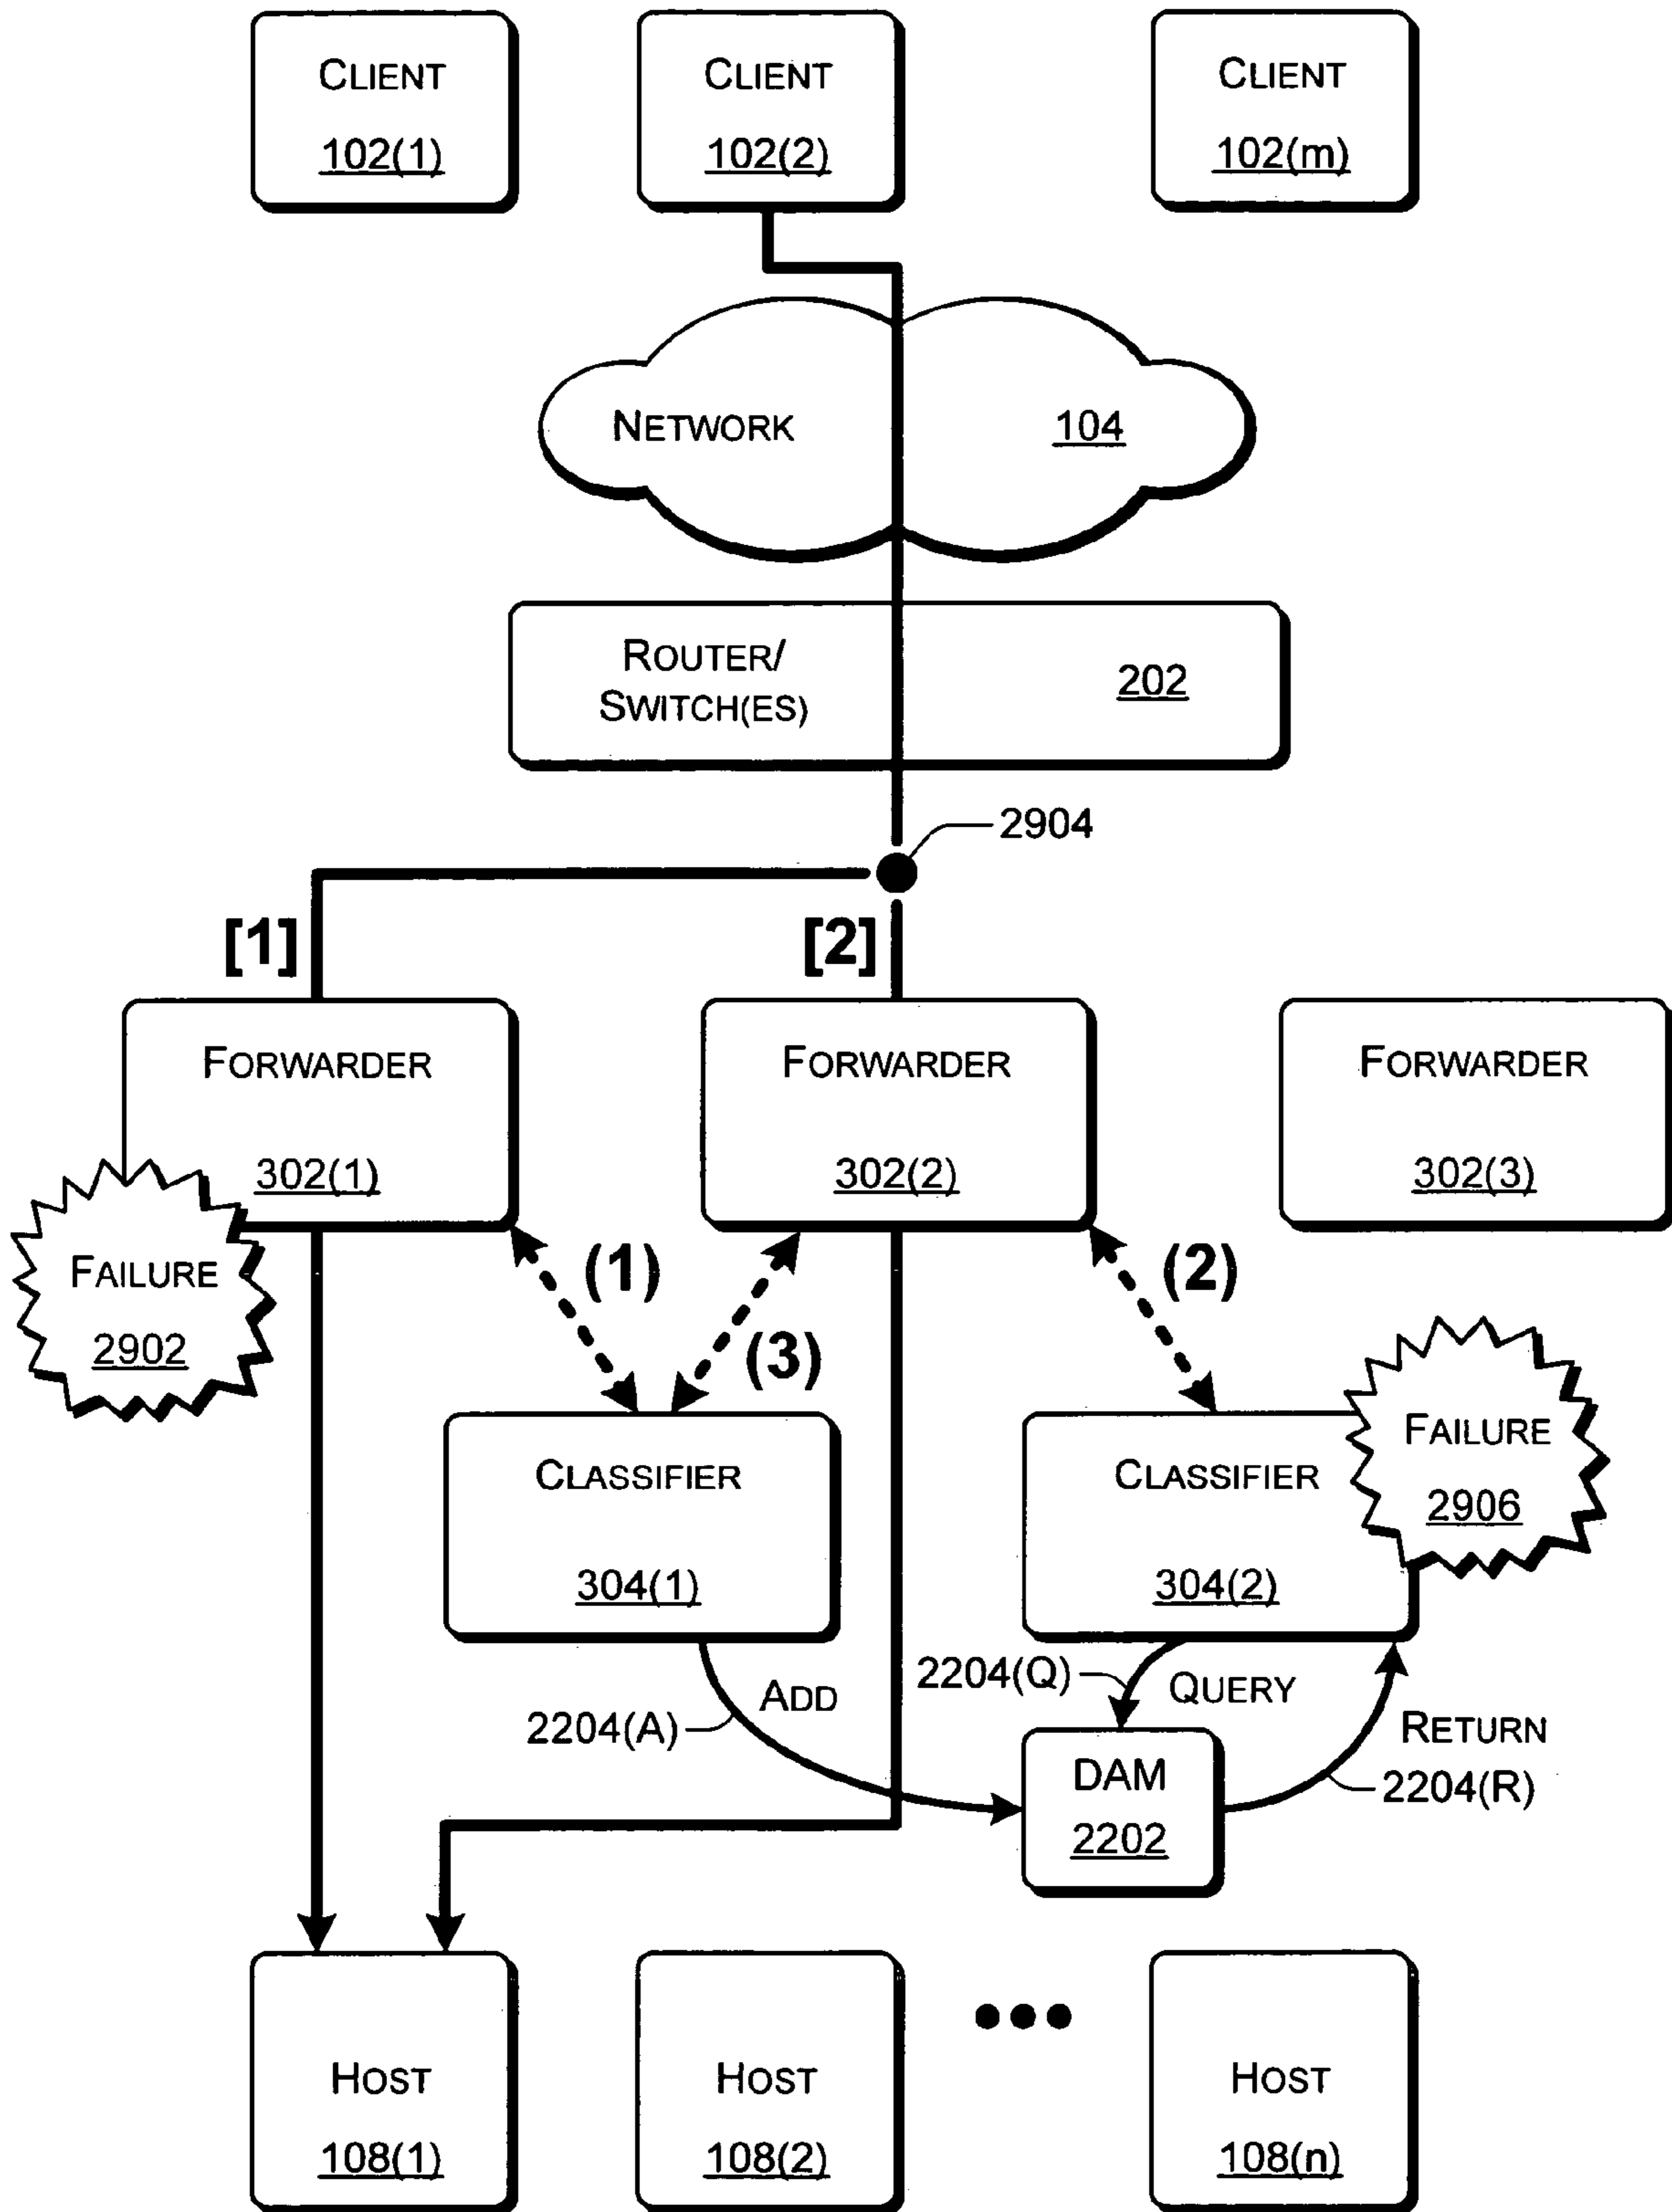 CLIENT
102(1)
CLIENT
102(2)
CLIENT
102(m)
NETWORK
104
ROUTER/
SWITCH(ES)
202
2904
[1]
[2]
FORWARDER
302(1)
FORWARDER
302(2)
FORWARDER
302(3)
FAILURE
2902
(1)
(3)
(2)
CLASSIFIER
304(1)
CLASSIFIER
304(2)
FAILURE
2906
2204(A)
ADD
2204(Q)
QUERY
RETURN
2204(R)
DAM
2202
HOST
108(1)
HOST
108(2)
HOST
108(n)